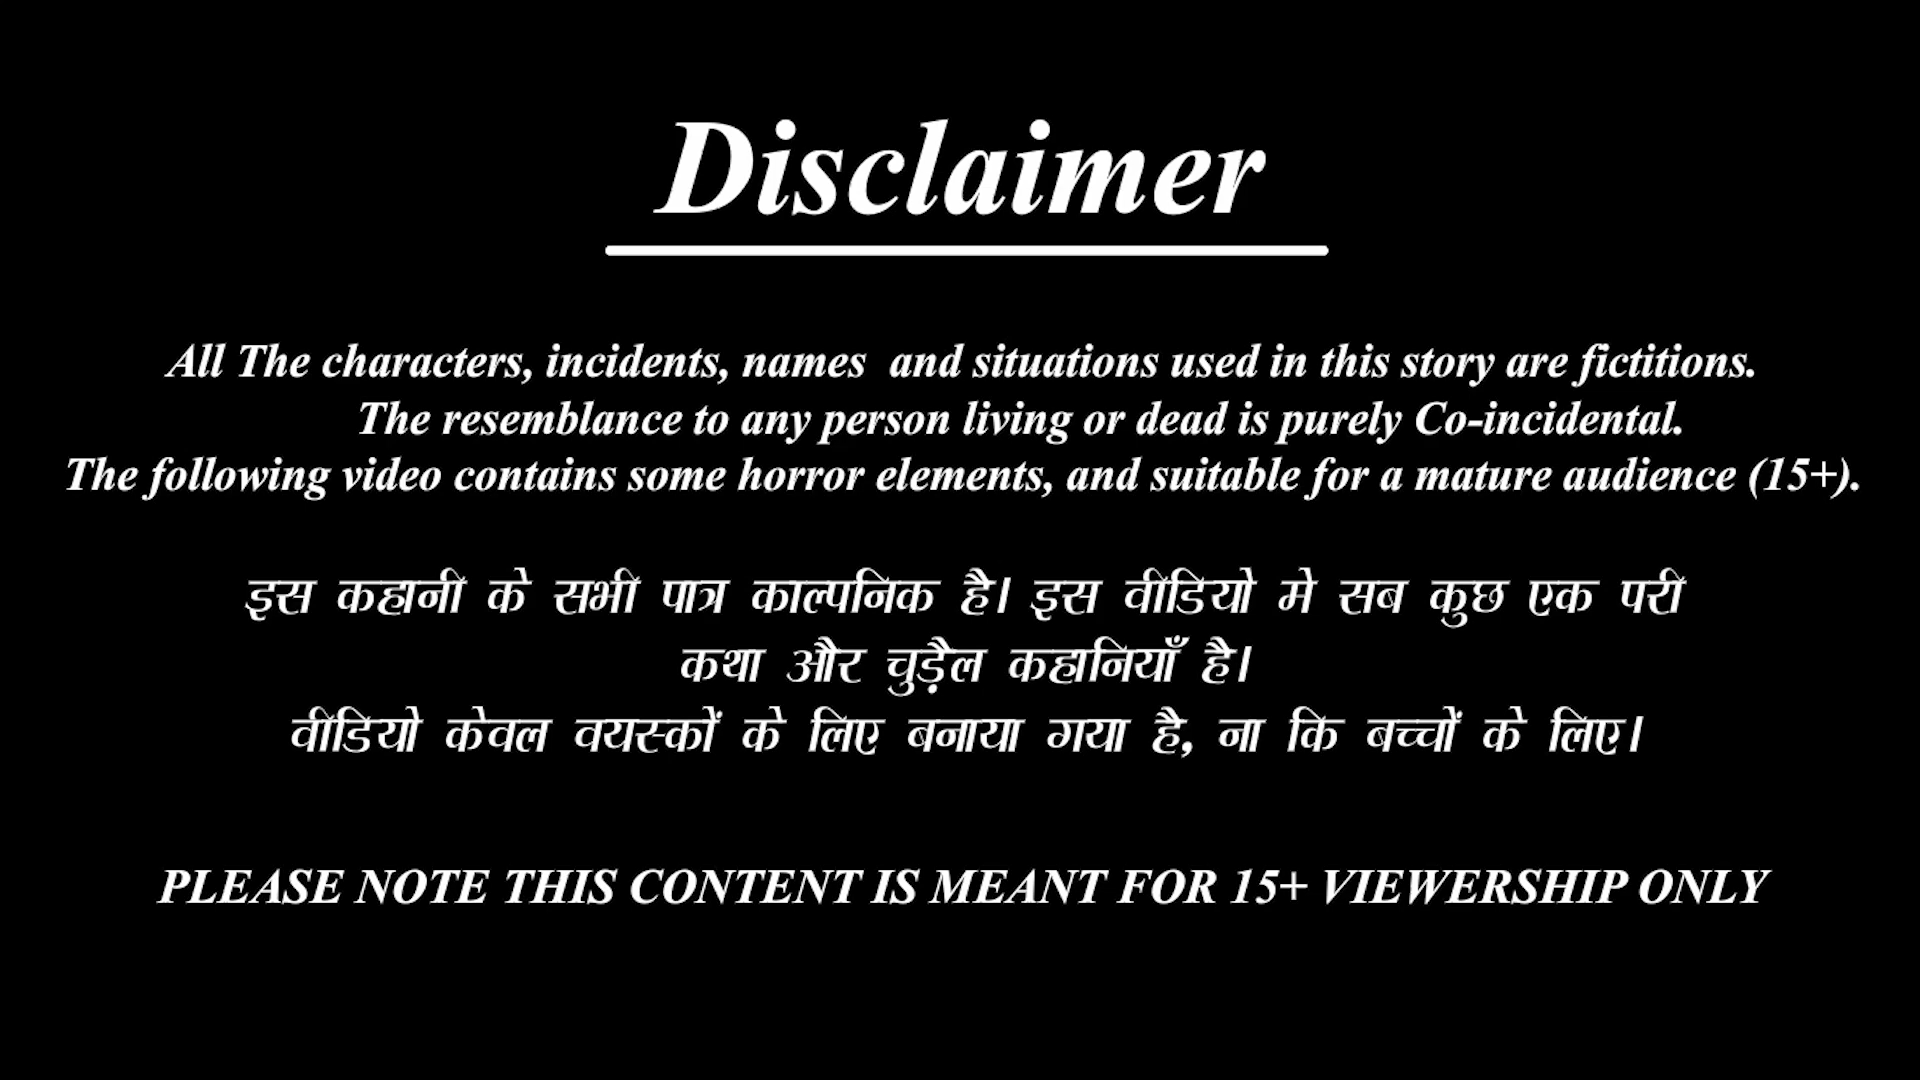 Disclaimer
All The characters, incidents, names and situations used in this story are fictitions.
The resemblance to any person living or dead is purely Co-incidental.
The following video contains some horror elements, and suitable for a mature audience (15+).
इस कहानी के सभी पात्र काल्पनिक है। इस वीडियो मे सब कुछ एक परी
कथा और चुड़ैल कहानियाँ है।
वीडियो केवल वयस्कों के लिए बनाया गया है, ना कि बच्चों के लिए।
PLEASE NOTE THIS CONTENT IS MEANT FOR 15+ VIEWERSHIP ONLY